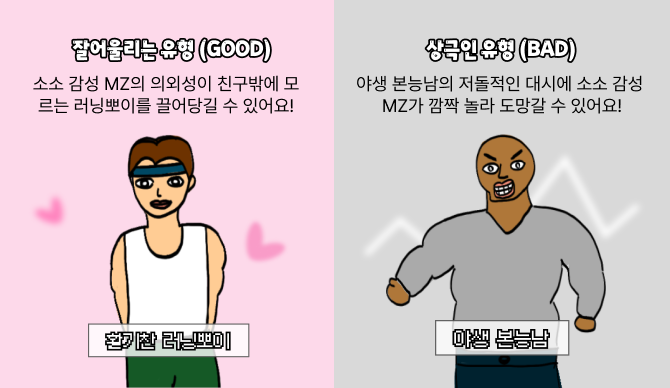 잘어울리는 유형 (GOOD)
소소 감성 MZ의 의외성이 친구밖에 모
르는 러닝뽀이를 끌어당길 수 있어요!
활기찬 러닝뽀이
상극인 유형 (BAD)
야생 본능남의 저돌적인 대시에 소소 감성
MZ가 깜짝 놀라 도망갈 수 있어요!
야생 본능남